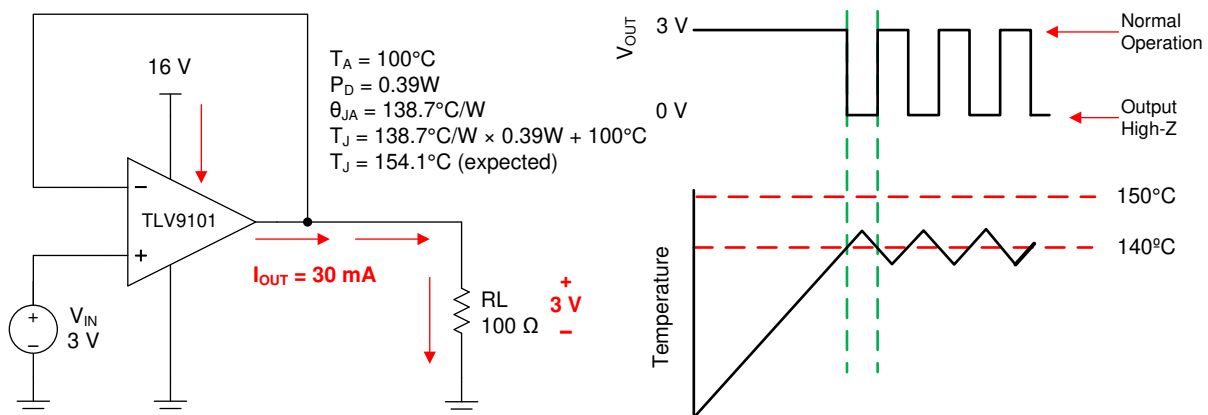 16 V
T_A = 100°C
P_D = 0.39W
θ_JA = 138.7°C/W
T_J = 138.7°C/W × 0.39W + 100°C
T_J = 154.1°C (expected)
−
TLV9101
+
I_OUT = 30 mA
+
−
V_IN
3 V
RL
100 Ω
+
3 V
−
V_OUT
3 V
0 V
Normal
Operation
Output
High-Z
Temperature
150°C
140ºC